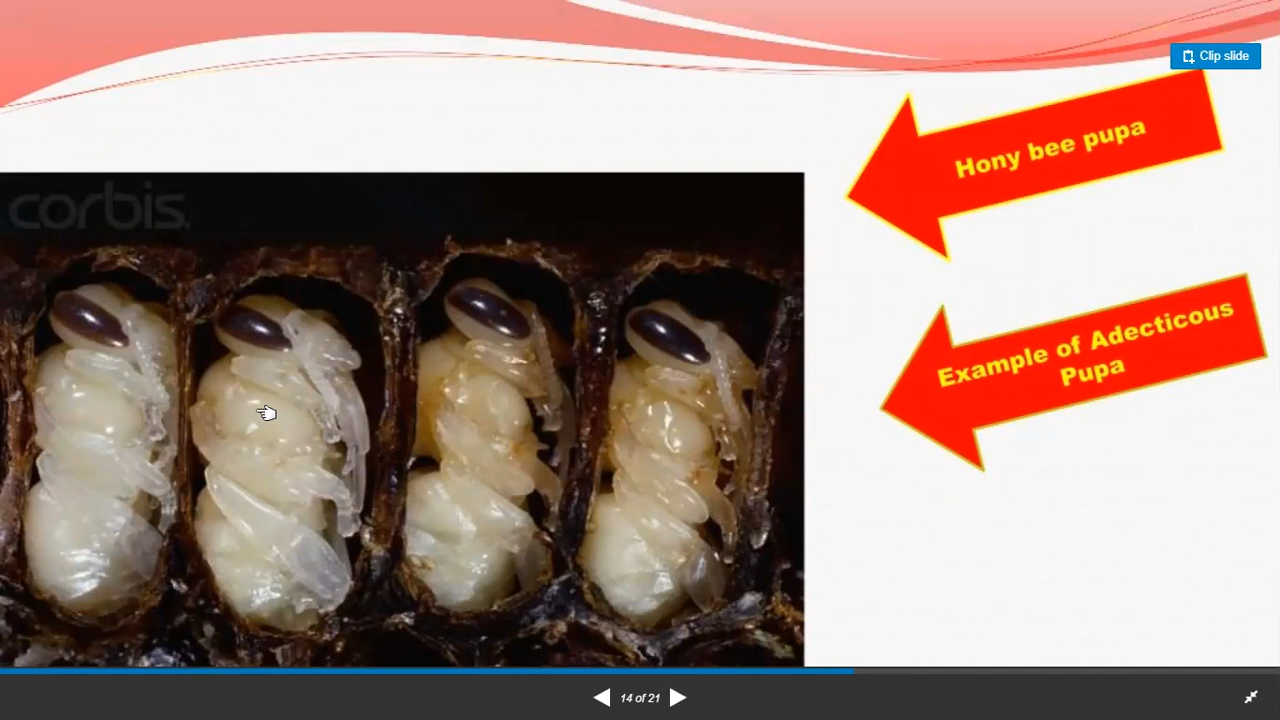 Clip slide
Hony bee pupa
corbis
Example of Adecticous
Pupa
14 of 21